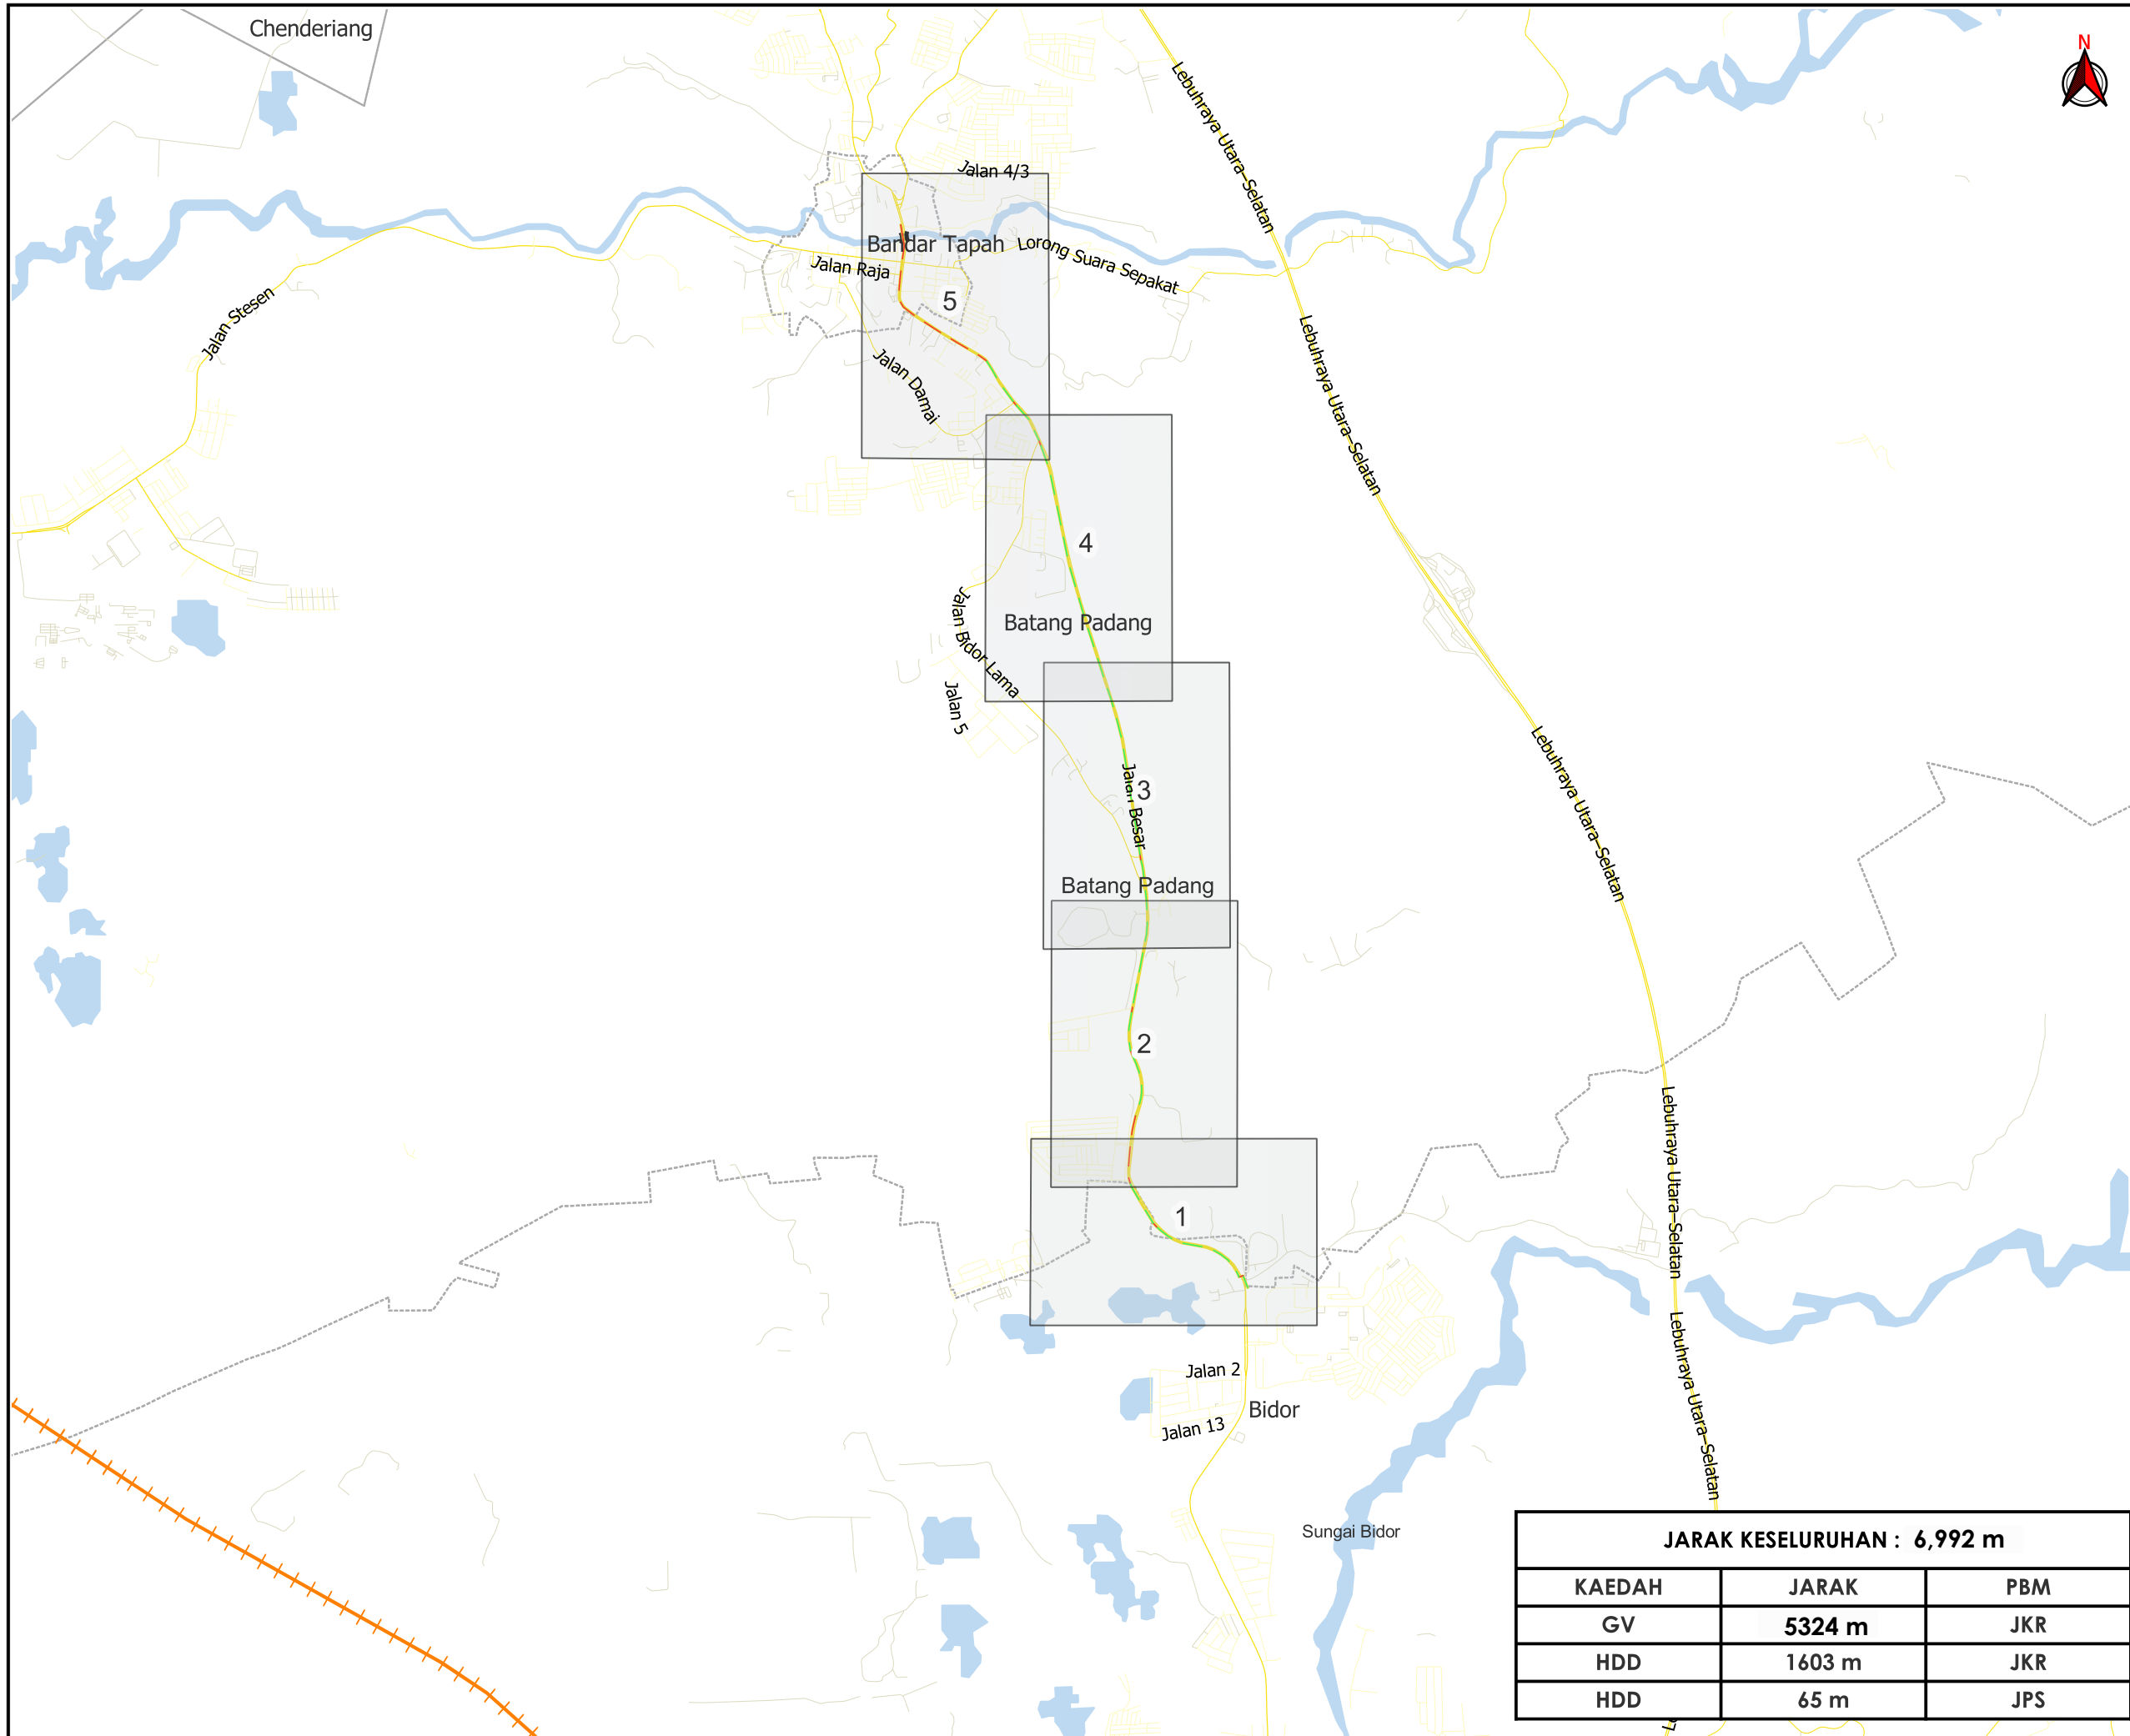 Chenderiang
N
Lebuhraya Utara-Selatan
Jalan 4/3
Bandar Tapah
Lorong Suara Sepakat
Jalan Raja
5
Jalan Stesen
Lebuhraya Utara-Selatan
Jalan Damai
4
Batang Padang
Jalan Bidor Lama
Jalan 5
3
Jalan Besar
Lebuhraya Utara-Selatan
Batang Padang
2
Lebuhraya Utara-Selatan
1
Lebuhraya Utara-Selatan
Jalan 2
Bidor
Jalan 13
Sungai Bidor
JARAK KESELURUHAN : 6,992 m
KAEDAH JARAK PBM
GV 5324 m JKR
HDD 1603 m JKR
HDD 65 m JPS